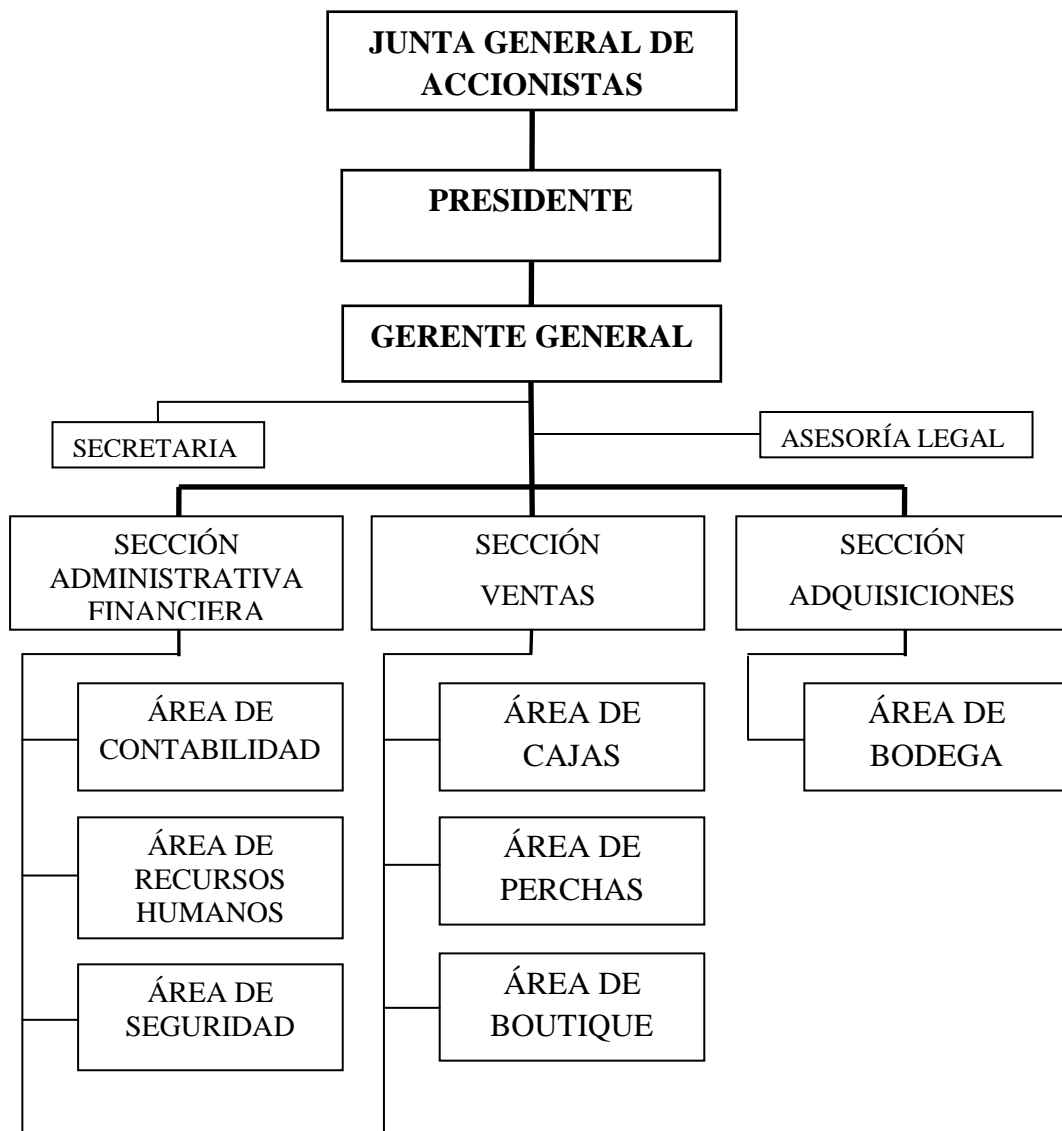 JUNTA GENERAL DE
ACCIONISTAS
PRESIDENTE
GERENTE GENERAL
SECRETARIA
ASESORÍA LEGAL
SECCIÓN
ADMINISTRATIVA
FINANCIERA
SECCIÓN
VENTAS
SECCIÓN
ADQUISICIONES
ÁREA DE
CONTABILIDAD
ÁREA DE
CAJAS
ÁREA DE
BODEGA
ÁREA DE
RECURSOS
HUMANOS
ÁREA DE
PERCHAS
ÁREA DE
SEGURIDAD
ÁREA DE
BOUTIQUE